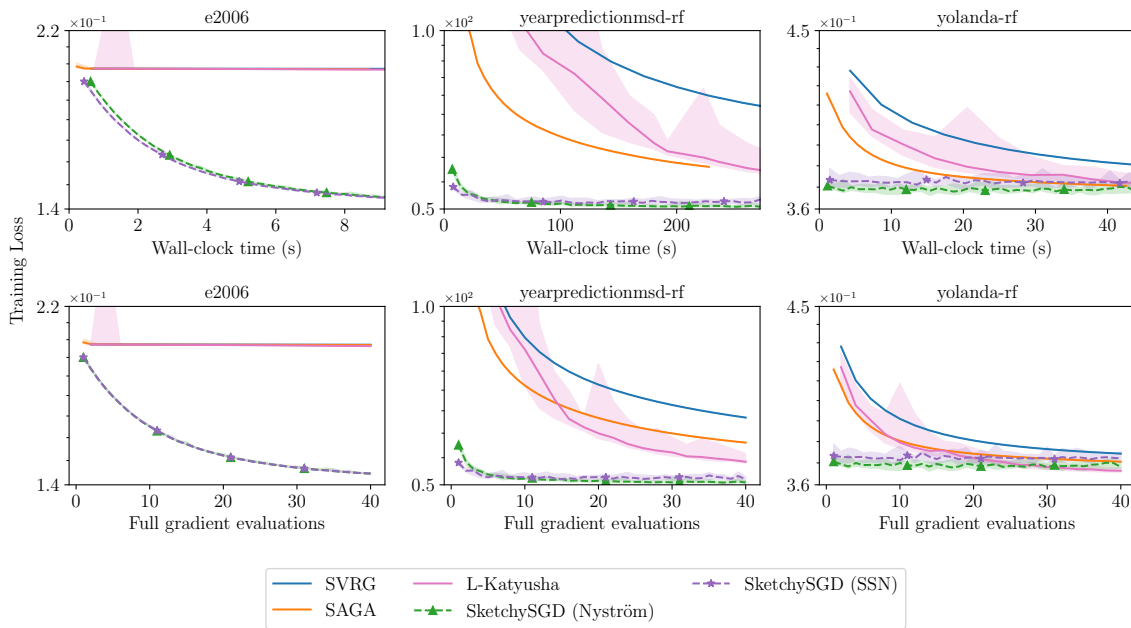 e2006 yearpredictionmsd-rf yolanda-rf
×10⁻¹ ×10² ×10⁻¹
2.2 1.0 4.5
1.4 0.5 3.6
0 2 4 6 8 100 200 0 10 20 30 40
Wall-clock time (s) Wall-clock time (s) Wall-clock time (s)
Training Loss
e2006 yearpredictionmsd-rf yolanda-rf
×10⁻¹ ×10² ×10⁻¹
2.2 1.0 4.5
1.4 0.5 3.6
0 10 20 30 40 0 10 20 30 40 0 10 20 30 40
Full gradient evaluations Full gradient evaluations Full gradient evaluations
SVRG L-Katyusha SketchySGD (SSN)
SAGA SketchySGD (Nyström)